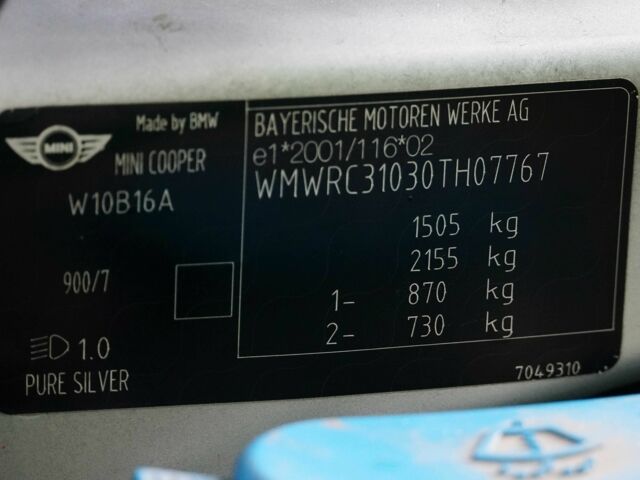 MINI
Made by BMW
MINI COOPER
W10B16A
900/7
1.0
PURE SILVER
BAYERISCHE MOTOREN WERKE AG
e1*2001/116*02
WMWRC31030TH07767
1505 kg
2155 kg
1- 870 kg
2- 730 kg
7049310